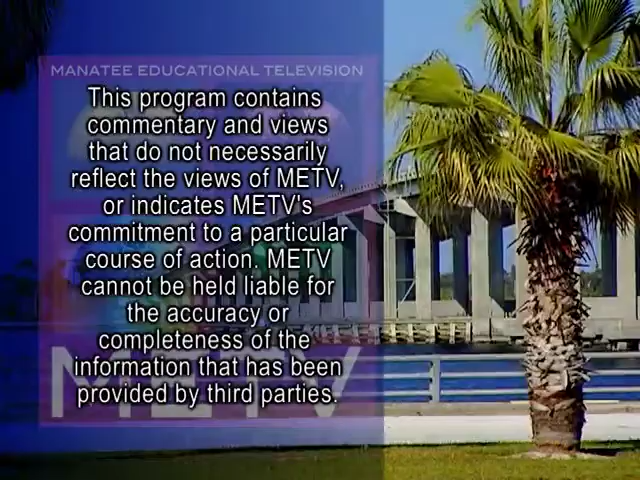 MANATEE EDUCATIONAL TELEVISION
This program contains
commentary and views
that do not necessarily
reflect the views of METV,
or indicates METV's
commitment to a particular
course of action. METV
cannot be held liable for
the accuracy or
completeness of the
information that has been
provided by third parties.
METV